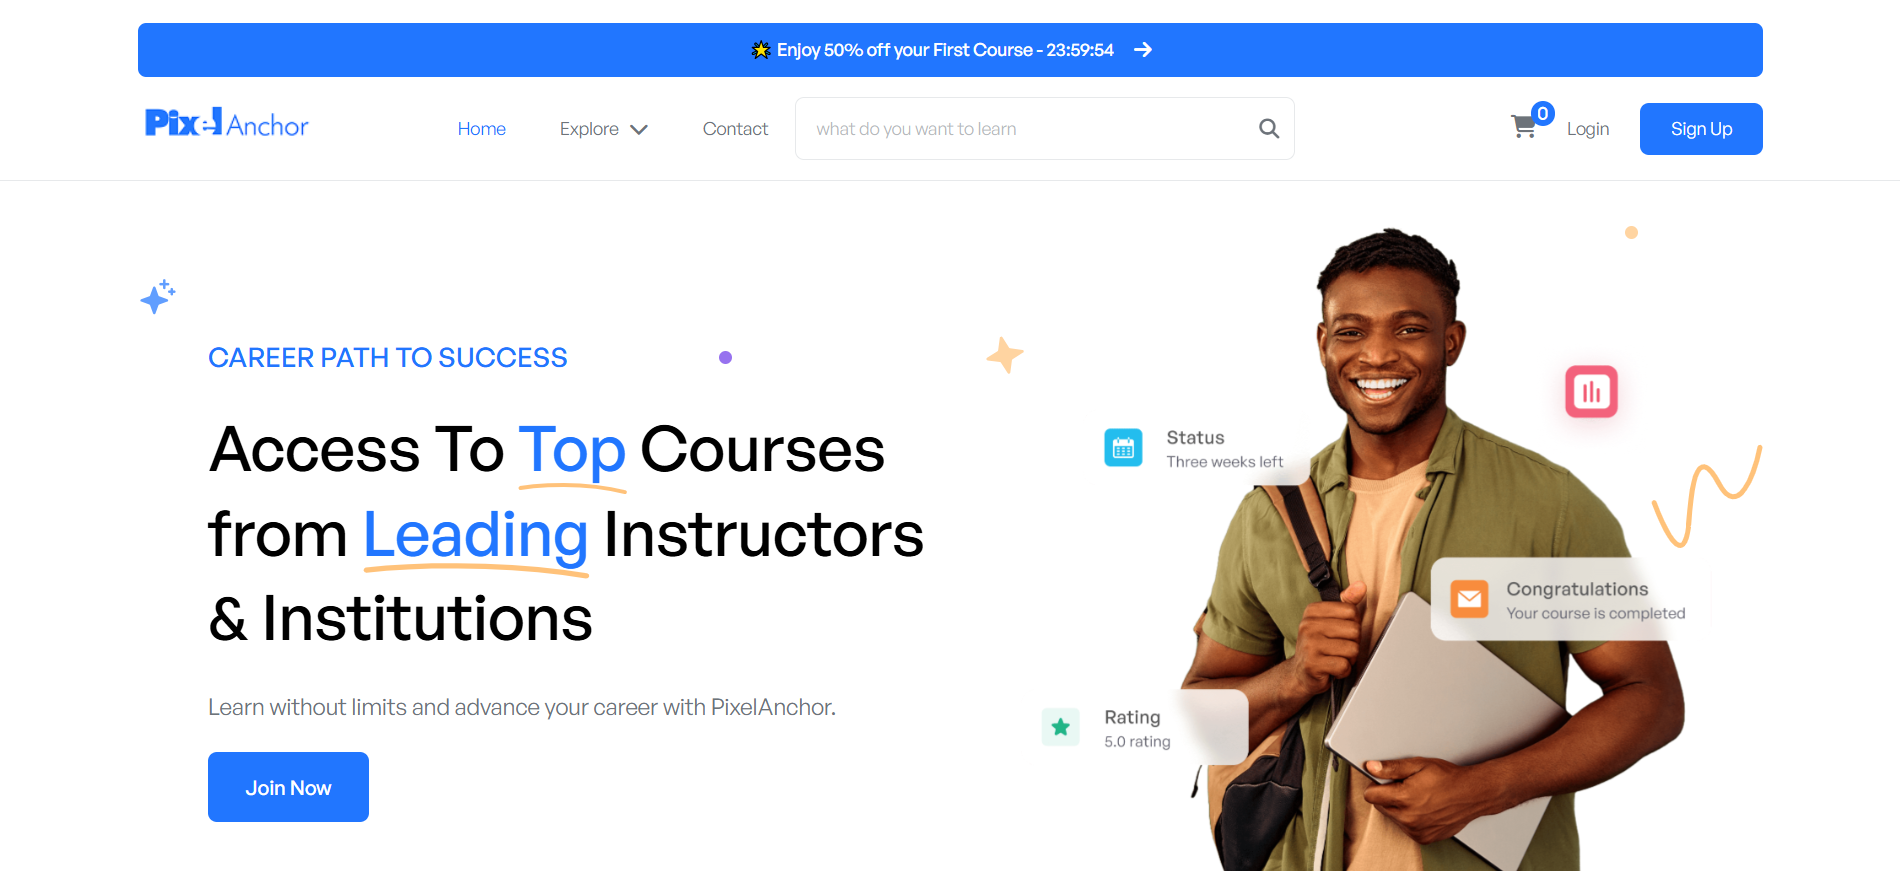 Enjoy 50% off your First Course - 23:59:54
Pixel Anchor
Home
Explore
Contact
what do you want to learn
0
Login
Sign Up
CAREER PATH TO SUCCESS
Access To Top Courses
from Leading Instructors
& Institutions
Learn without limits and advance your career with PixelAnchor.
Join Now
Status
Three weeks left
Congratulations
Your course is completed
Rating
5.0 rating